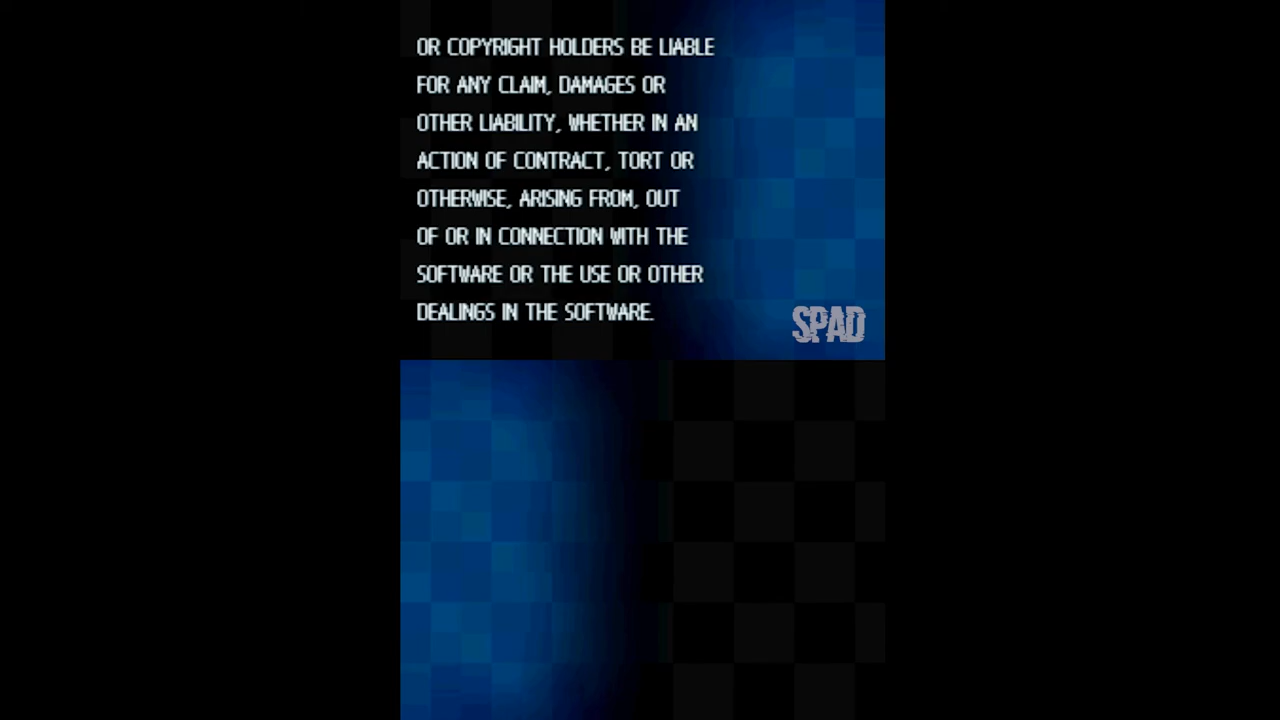 OR COPYRIGHT HOLDERS BE LIABLE
FOR ANY CLAIM, DAMAGES OR
OTHER LIABILITY, WHETHER IN AN
ACTION OF CONTRACT, TORT OR
OTHERWISE, ARISING FROM, OUT
OF OR IN CONNECTION WITH THE
SOFTWARE OR THE USE OR OTHER
DEALINGS IN THE SOFTWARE.
SPAD